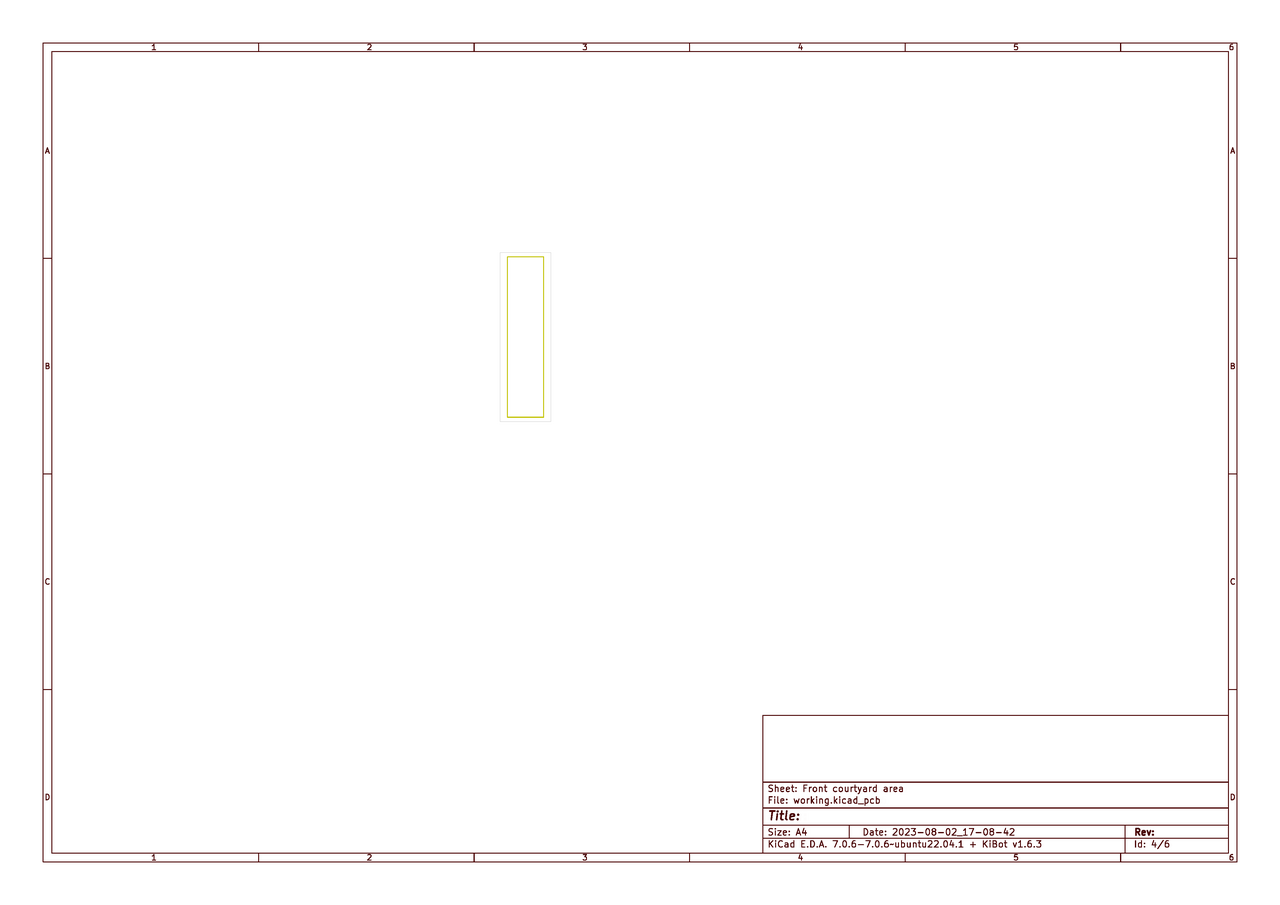 1 2 3 4 5 6
A A
B B
C C
D D
Sheet: Front courtyard area
File: working.kicad_pcb
Title:
Size: A4 Date: 2023-08-02_17-08-42 Rev:
KiCad E.D.A. 7.0.6-7.0.6~ubuntu22.04.1 + KiBot v1.6.3 Id: 4/6
1 2 3 4 5 6